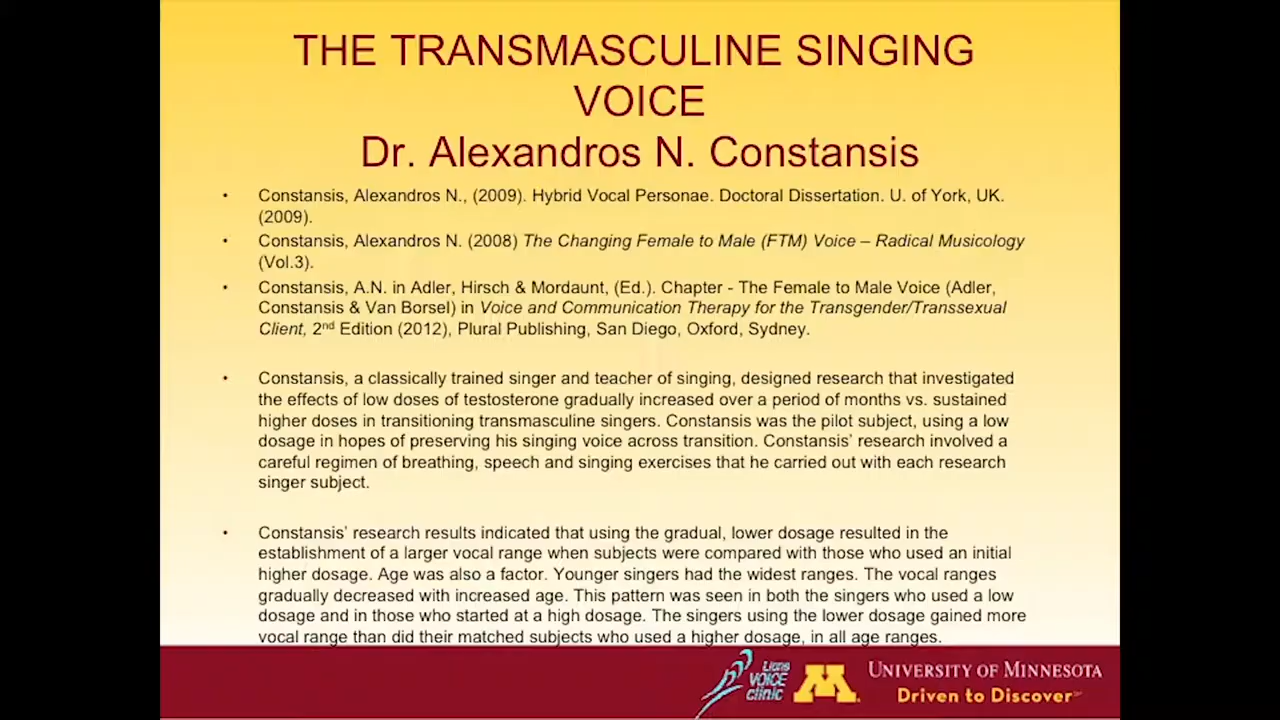 THE TRANSMASCULINE SINGING
VOICE
Dr. Alexandros N. Constansis
• Constansis, Alexandros N., (2009). Hybrid Vocal Personae. Doctoral Dissertation. U. of York, UK.
(2009).
• Constansis, Alexandros N. (2008) The Changing Female to Male (FTM) Voice – Radical Musicology
(Vol.3).
• Constansis, A.N. in Adler, Hirsch & Mordaunt, (Ed.). Chapter - The Female to Male Voice (Adler,
Constansis & Van Borsel) in Voice and Communication Therapy for the Transgender/Transsexual
Client, 2nd Edition (2012), Plural Publishing, San Diego, Oxford, Sydney.
• Constansis, a classically trained singer and teacher of singing, designed research that investigated
the effects of low doses of testosterone gradually increased over a period of months vs. sustained
higher doses in transitioning transmasculine singers. Constansis was the pilot subject, using a low
dosage in hopes of preserving his singing voice across transition. Constansis' research involved a
careful regimen of breathing, speech and singing exercises that he carried out with each research
singer subject.
• Constansis' research results indicated that using the gradual, lower dosage resulted in the
establishment of a larger vocal range when subjects were compared with those who used an initial
higher dosage. Age was also a factor. Younger singers had the widest ranges. The vocal ranges
gradually decreased with increased age. This pattern was seen in both the singers who used a low
dosage and in those who started at a high dosage. The singers using the lower dosage gained more
vocal range than did their matched subjects who used a higher dosage, in all age ranges.
Lions
VOICE
clinic
M
UNIVERSITY OF MINNESOTA
Driven to Discover